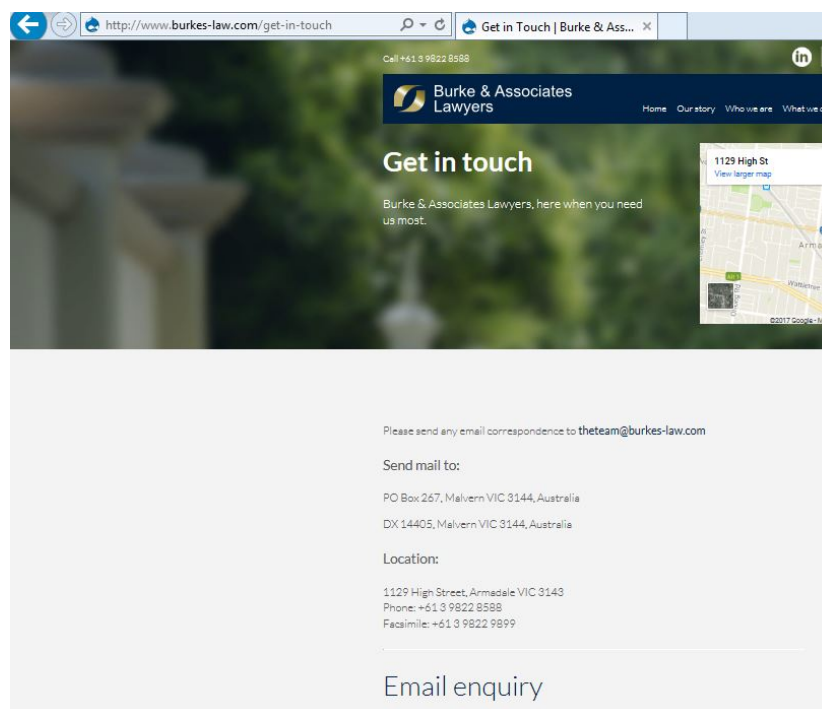 http://www.burkes-law.com/get-in-touch
Get in Touch | Burke & Ass...
Call +61 3 9822 8588
in
Burke & Associates
Lawyers
Home Our story Who we are What we
Get in touch
Burke & Associates Lawyers, here when you need
us most.
1129 High St
View larger map
Arma
Wattletree
©2017 Google -
Please send any email correspondence to theteam@burkes-law.com
Send mail to:
PO Box 267, Malvern VIC 3144, Australia
DX 14405, Malvern VIC 3144, Australia
Location:
1129 High Street, Armadale VIC 3143
Phone: +61 3 9822 8588
Facsimile: +61 3 9822 9899
Email enquiry